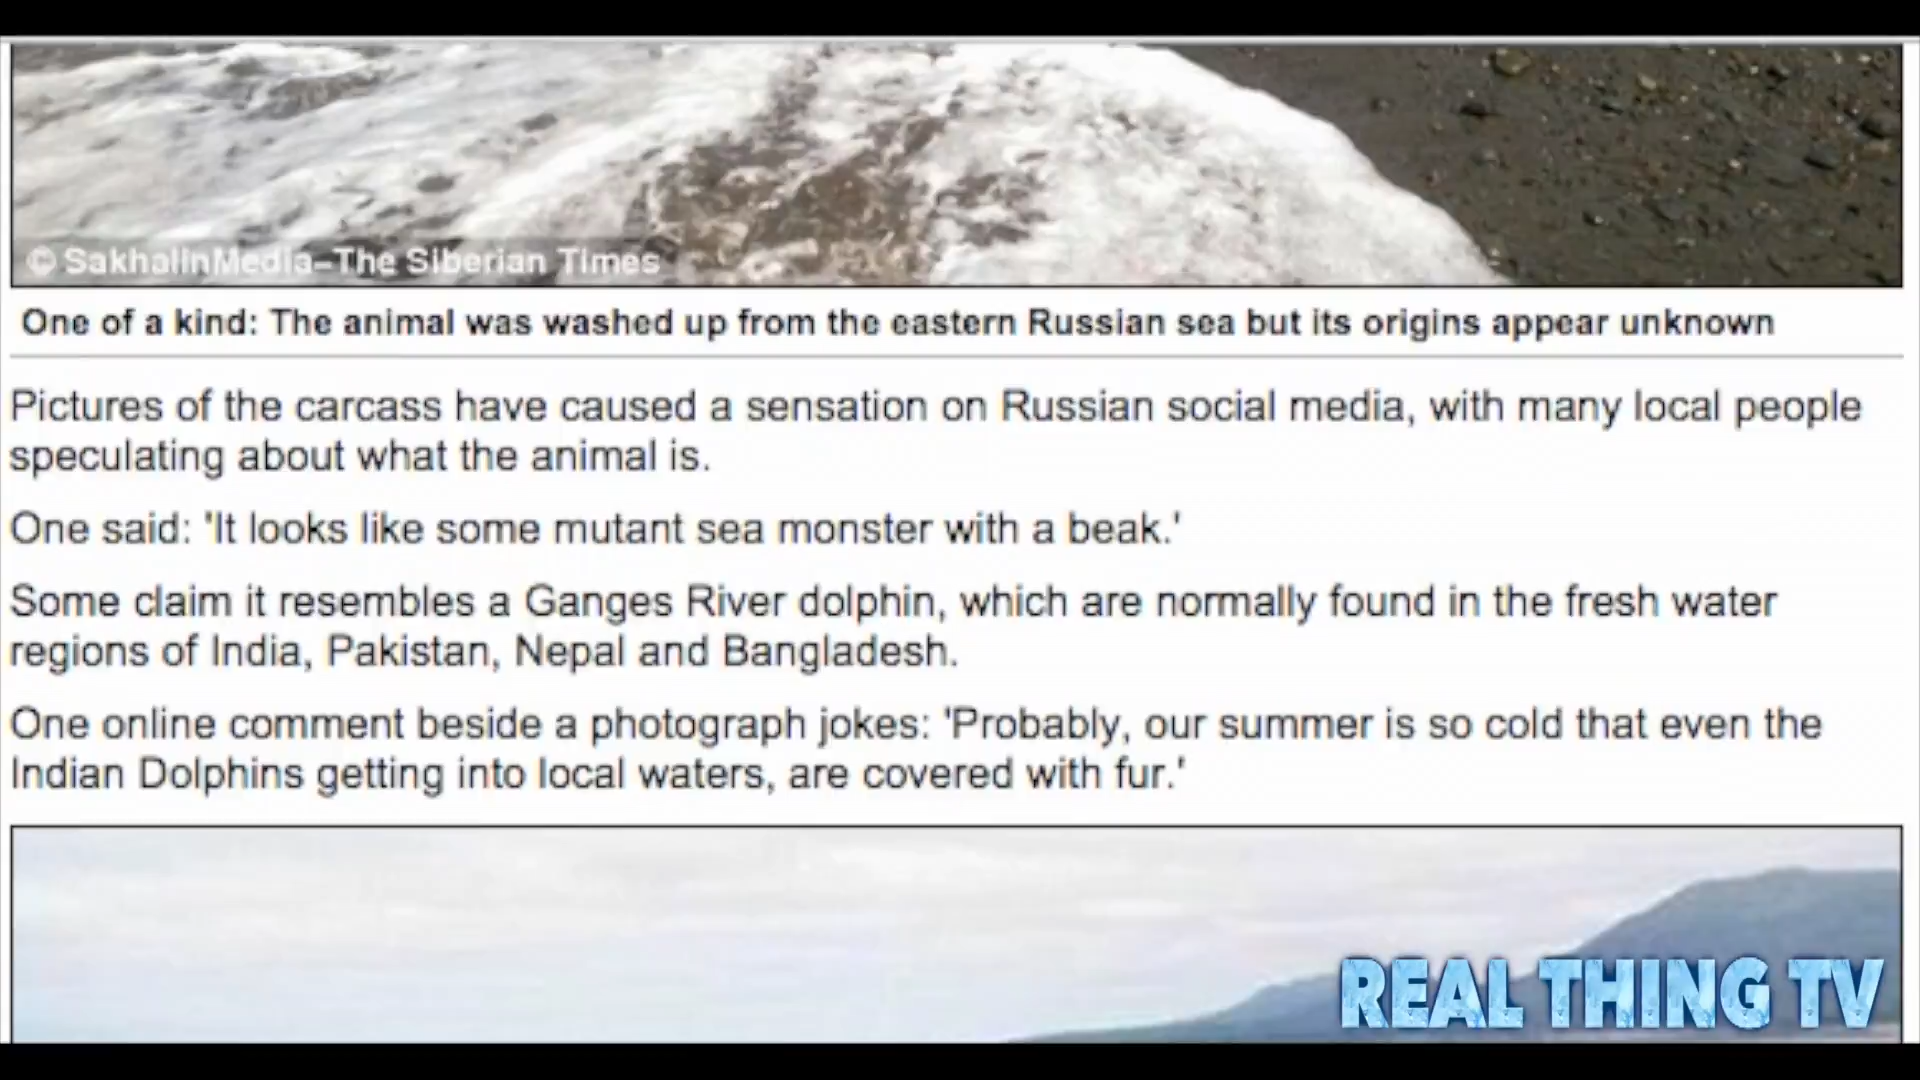 © SakhalinMedia–The Siberian Times
One of a kind: The animal was washed up from the eastern Russian sea but its origins appear unknown
Pictures of the carcass have caused a sensation on Russian social media, with many local people
speculating about what the animal is.
One said: 'It looks like some mutant sea monster with a beak.'
Some claim it resembles a Ganges River dolphin, which are normally found in the fresh water
regions of India, Pakistan, Nepal and Bangladesh.
One online comment beside a photograph jokes: 'Probably, our summer is so cold that even the
Indian Dolphins getting into local waters, are covered with fur.'
REAL THING TV